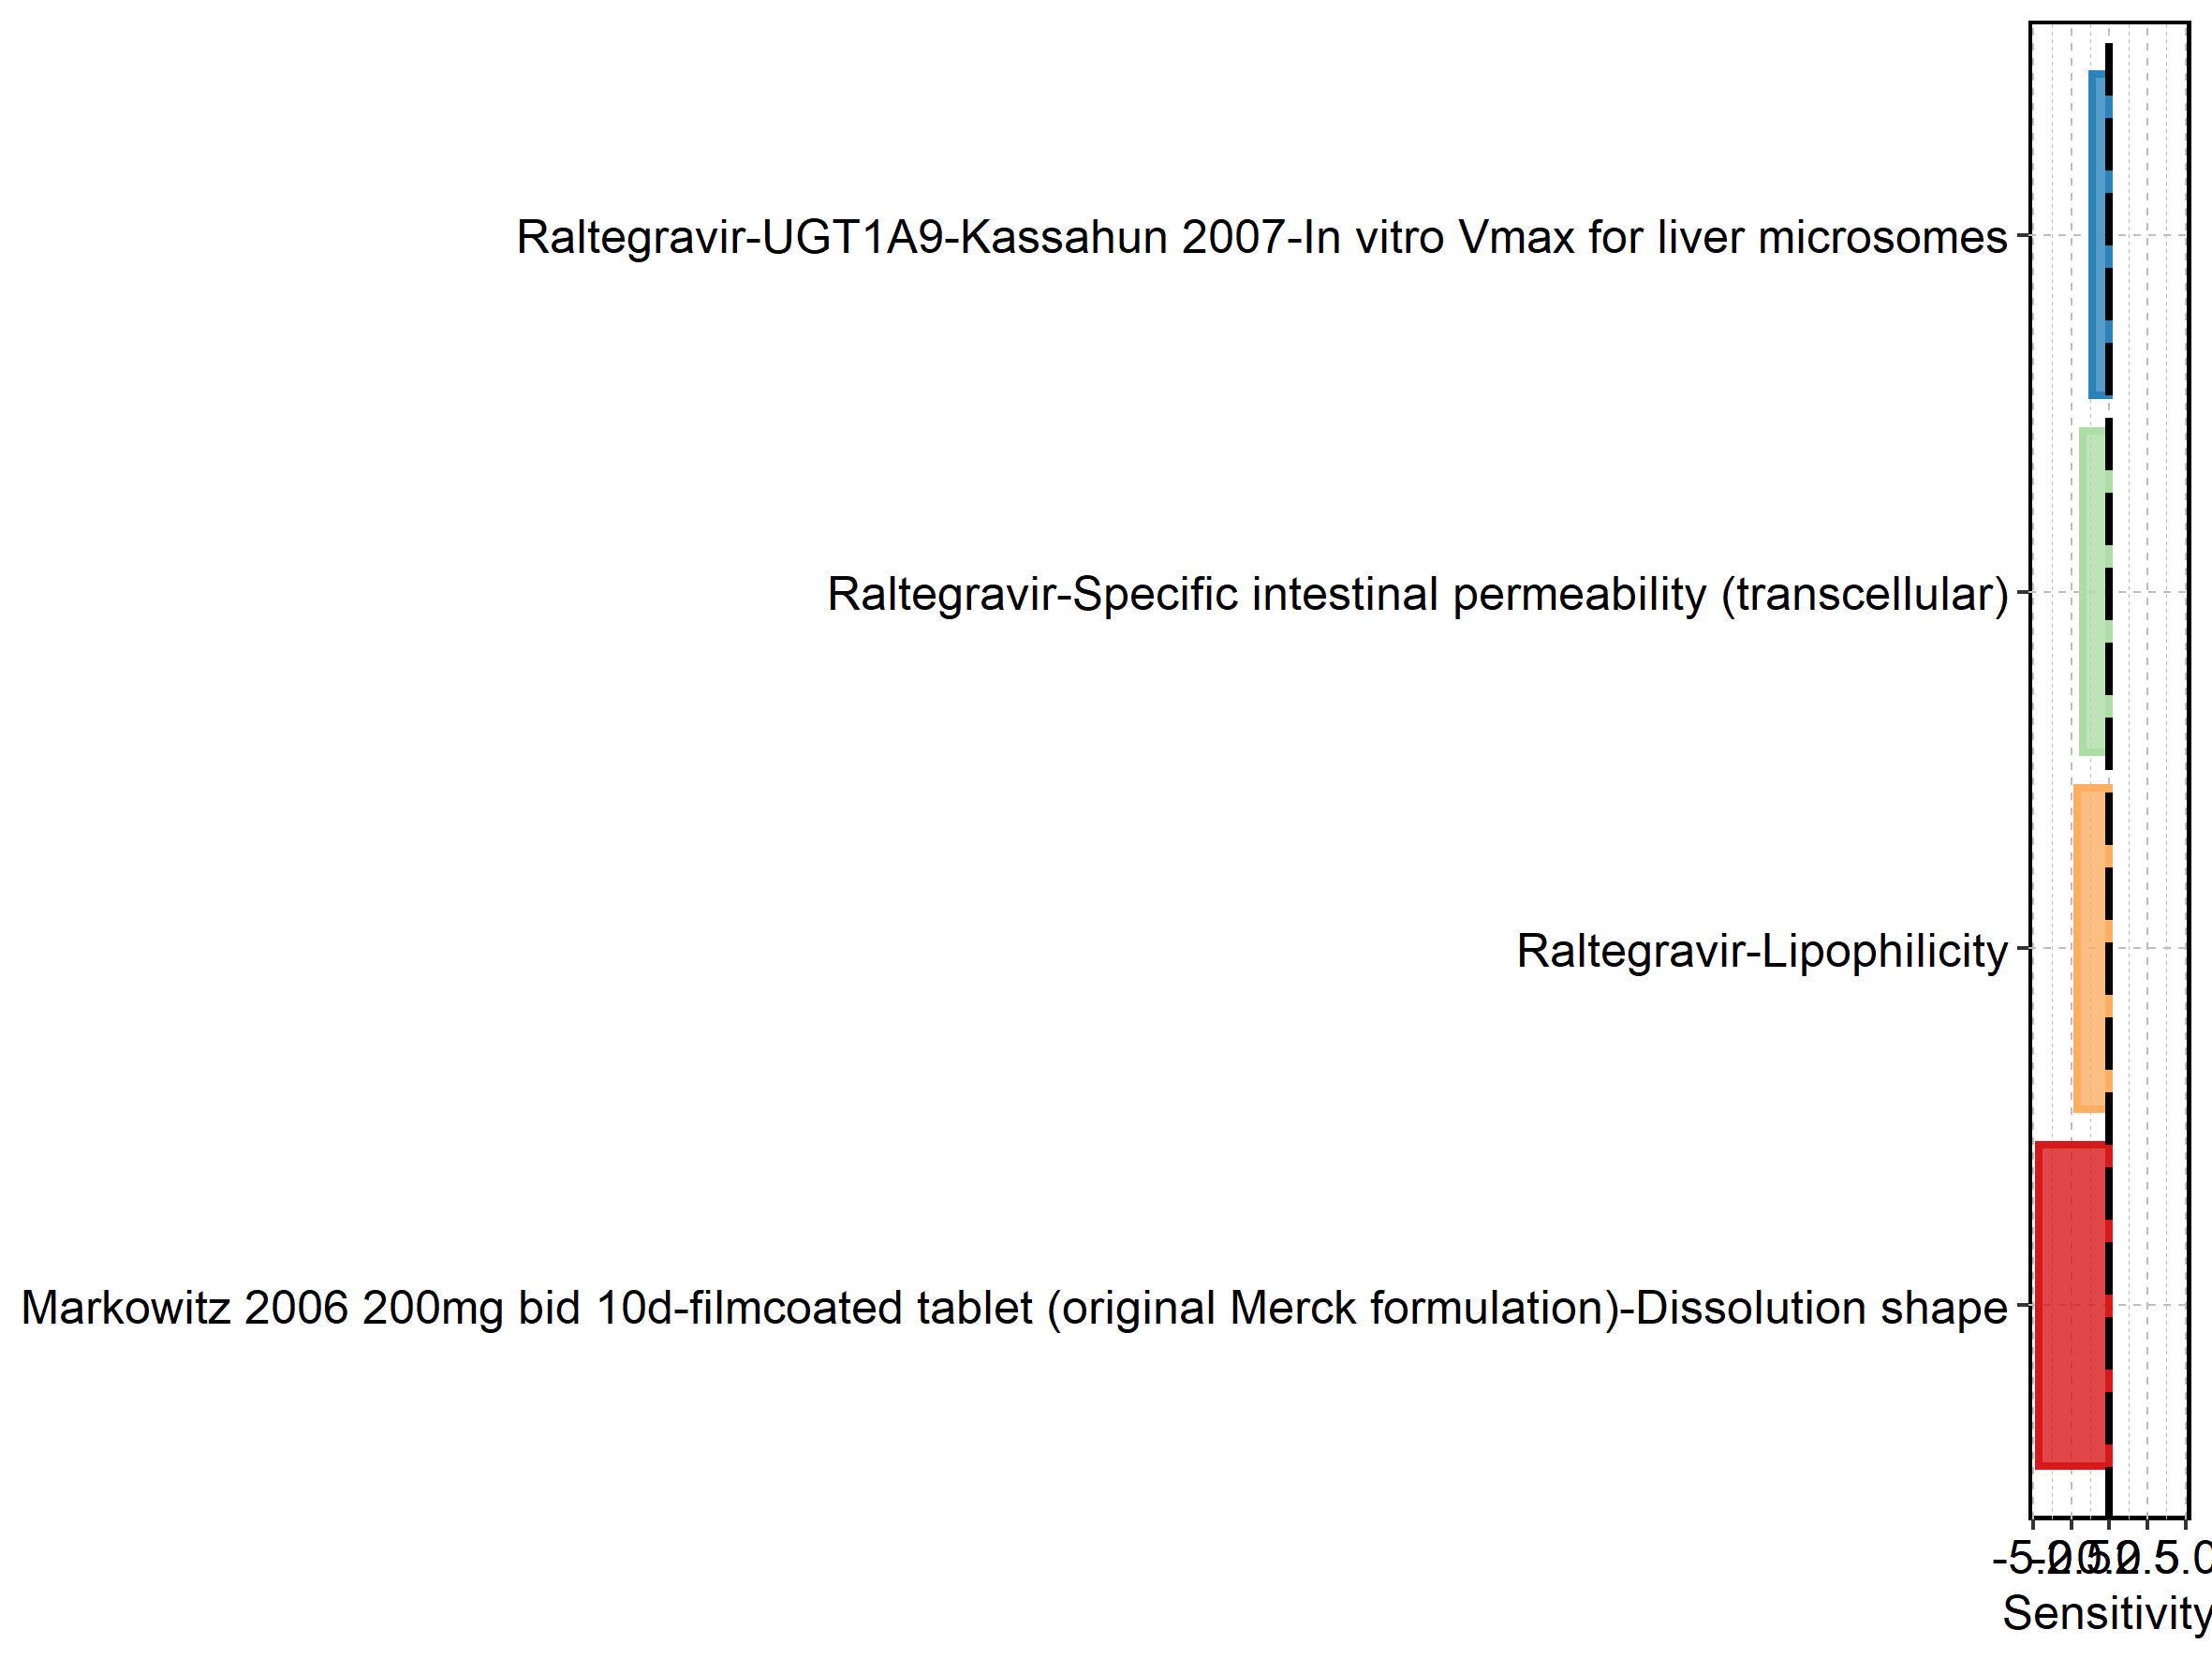 Raltegravir-UGT1A9-Kassahun 2007-In vitro Vmax for liver microsomes
Raltegravir-Specific intestinal permeability (transcellular)
Raltegravir-Lipophilicity
Markowitz 2006 200mg bid 10d-filmcoated tablet (original Merck formulation)-Dissolution shape
Sensitivity